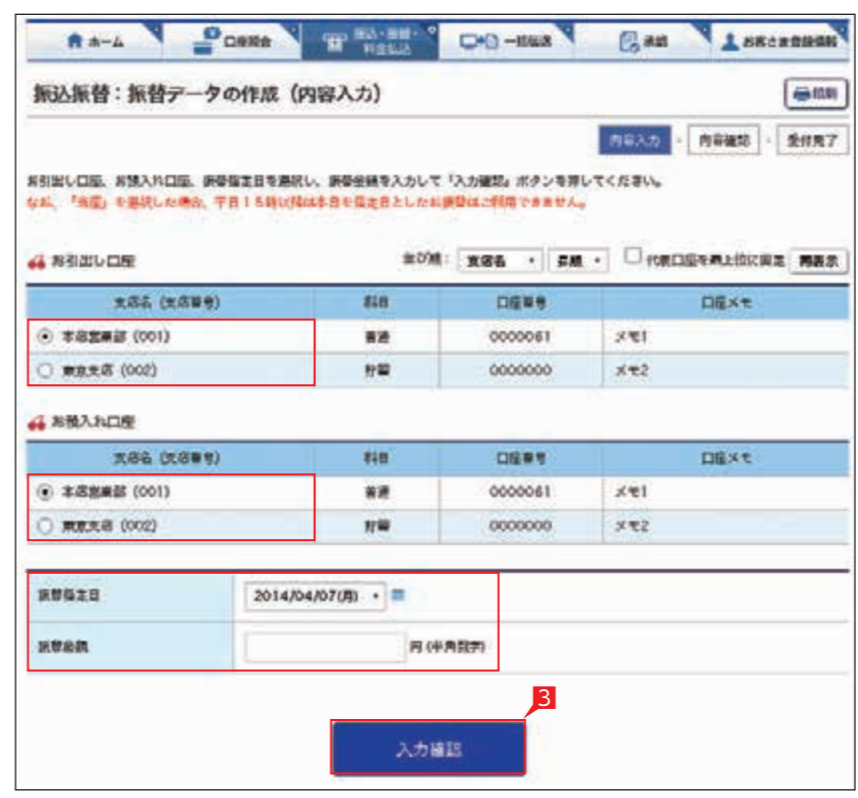 ホーム 口座照会 振込・振替・料金払込 一括伝送 承認 お客さま登録情報
振込振替：振替データの作成（内容入力） 印刷
内容入力 内容確認 受付完了
お引出し口座、お預入れ口座、振替指定日を選択し、振替金額を入力して「入力確認」ボタンを押してください。
なお、「当座」を選択した場合、平日15時以降は本日を指定日としたお振替はご利用できません。
お引出し口座 並び順： 支店名 昇順 代表口座を最上位に固定 再表示
支店名（支店番号） 科目 口座番号 口座メモ
本店営業部（001） 普通 0000061 メモ1
東京支店（002） 貯蓄 0000000 メモ2
お預入れ口座
支店名（支店番号） 科目 口座番号 口座メモ
本店営業部（001） 普通 0000061 メモ1
東京支店（002） 貯蓄 0000000 メモ2
振替指定日 2014/04/07(月)
振替金額 円（半角数字）
3
入力確認